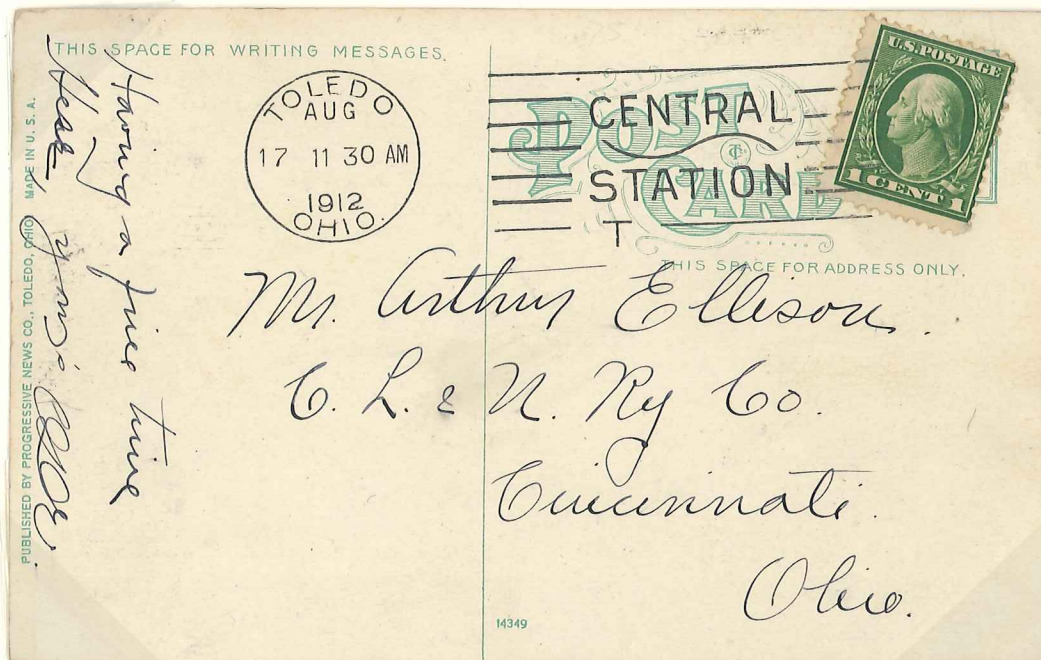 THIS SPACE FOR WRITING MESSAGES.
TOLEDO
AUG
17 11 30 AM
1912
OHIO.
CENTRAL
STATION
T
POST
CARD
U.S. POSTAGE
1 CENT 1
THIS SPACE FOR ADDRESS ONLY.
Mr. Arthur Ellison.
C. L. & N. Ry Co.
Cincinnati.
Ohio.
Having a fine time
Here, yours
PUBLISHED BY PROGRESSIVE NEWS CO., TOLEDO, OHIO. MADE IN U. S. A.
14349